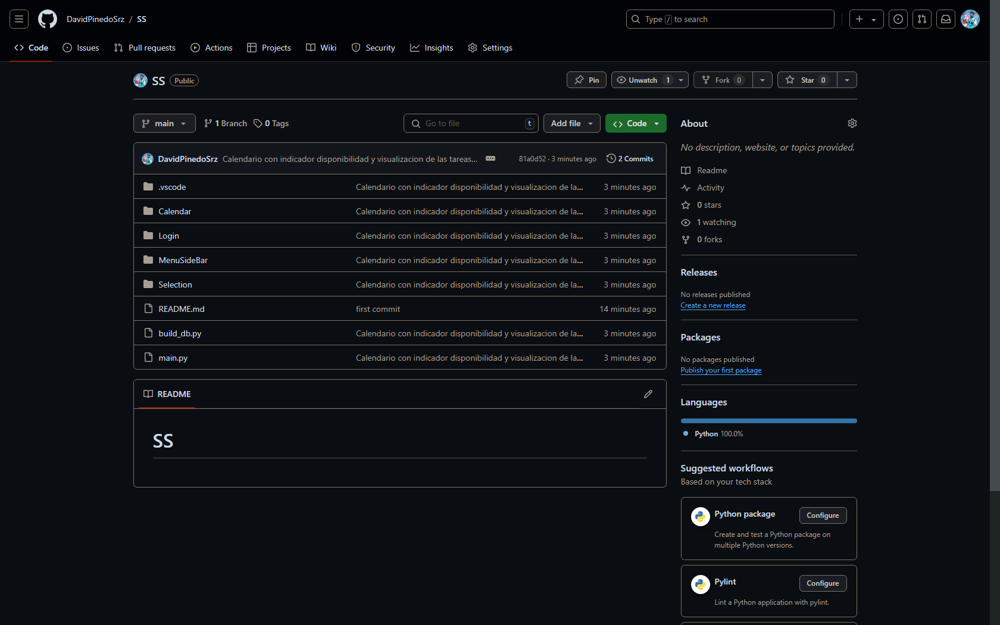 DavidPinedoSrz / SS
Type / to search
Code Issues Pull requests Actions Projects Wiki Security Insights Settings
SS Public
Pin Unwatch 1 Fork 0 Star 0
main 1 Branch 0 Tags Go to file t Add file Code
DavidPinedoSrz Calendario con indicador disponibilidad y visualizacion de las tareas... 81a0d52 · 3 minutes ago 2 Commits
.vscode Calendario con indicador disponibilidad y visualizacion de la... 3 minutes ago
Calendar Calendario con indicador disponibilidad y visualizacion de la... 3 minutes ago
Login Calendario con indicador disponibilidad y visualizacion de la... 3 minutes ago
MenuSideBar Calendario con indicador disponibilidad y visualizacion de la... 3 minutes ago
Selection Calendario con indicador disponibilidad y visualizacion de la... 3 minutes ago
README.md first commit 14 minutes ago
build_db.py Calendario con indicador disponibilidad y visualizacion de la... 3 minutes ago
main.py Calendario con indicador disponibilidad y visualizacion de la... 3 minutes ago
README
SS
About
No description, website, or topics provided.
Readme
Activity
0 stars
1 watching
0 forks
Releases
No releases published
Create a new release
Packages
No packages published
Publish your first package
Languages
Python 100.0%
Suggested workflows
Based on your tech stack
Python package Configure
Create and test a Python package on
multiple Python versions.
Pylint Configure
Lint a Python application with pylint.